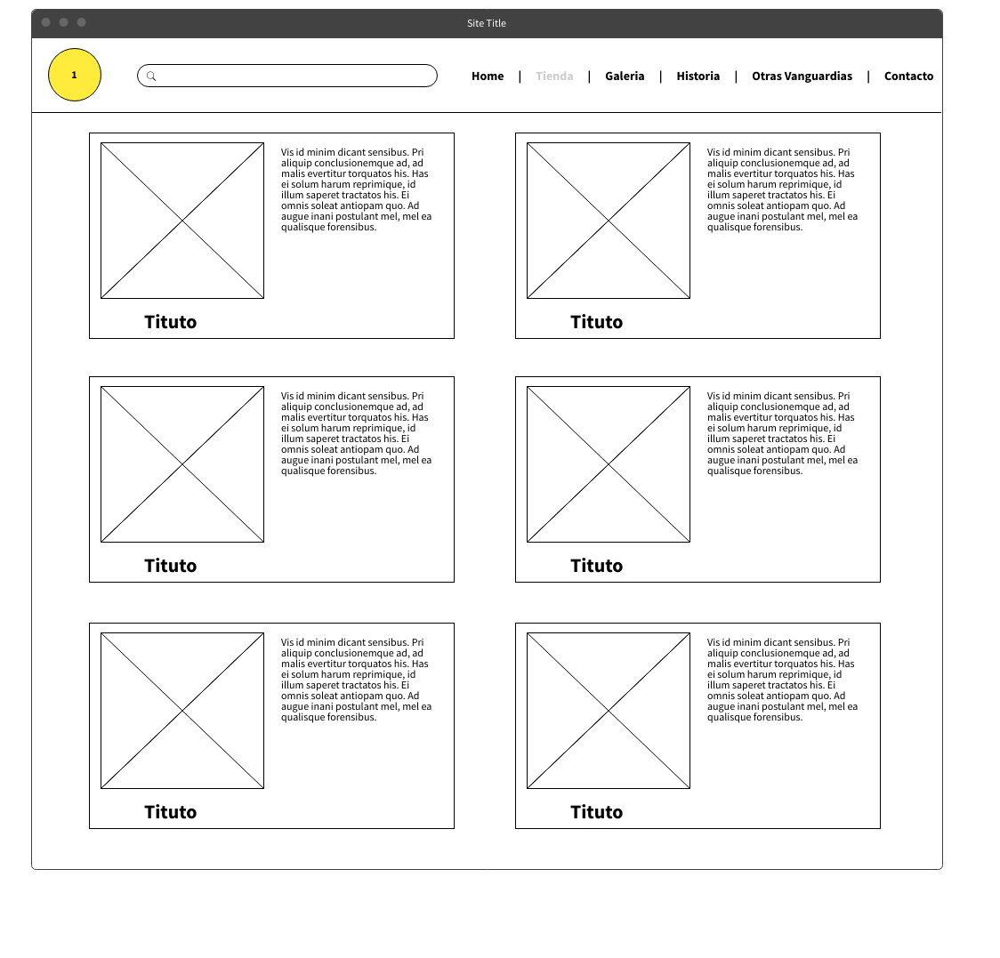 Site Title
1
Home | Tienda | Galeria | Historia | Otras Vanguardias | Contacto
Vis id minim dicant sensibus. Pri
aliquip conclusionemque ad, ad
malis evertitur torquatos his. Has
ei solum harum reprimique, id
illum saperet tractatos his. Ei
omnis soleat antiopam quo. Ad
augue inani postulant mel, mel ea
qualisque forensibus.
Tituto
Vis id minim dicant sensibus. Pri
aliquip conclusionemque ad, ad
malis evertitur torquatos his. Has
ei solum harum reprimique, id
illum saperet tractatos his. Ei
omnis soleat antiopam quo. Ad
augue inani postulant mel, mel ea
qualisque forensibus.
Tituto
Vis id minim dicant sensibus. Pri
aliquip conclusionemque ad, ad
malis evertitur torquatos his. Has
ei solum harum reprimique, id
illum saperet tractatos his. Ei
omnis soleat antiopam quo. Ad
augue inani postulant mel, mel ea
qualisque forensibus.
Tituto
Vis id minim dicant sensibus. Pri
aliquip conclusionemque ad, ad
malis evertitur torquatos his. Has
ei solum harum reprimique, id
illum saperet tractatos his. Ei
omnis soleat antiopam quo. Ad
augue inani postulant mel, mel ea
qualisque forensibus.
Tituto
Vis id minim dicant sensibus. Pri
aliquip conclusionemque ad, ad
malis evertitur torquatos his. Has
ei solum harum reprimique, id
illum saperet tractatos his. Ei
omnis soleat antiopam quo. Ad
augue inani postulant mel, mel ea
qualisque forensibus.
Tituto
Vis id minim dicant sensibus. Pri
aliquip conclusionemque ad, ad
malis evertitur torquatos his. Has
ei solum harum reprimique, id
illum saperet tractatos his. Ei
omnis soleat antiopam quo. Ad
augue inani postulant mel, mel ea
qualisque forensibus.
Tituto